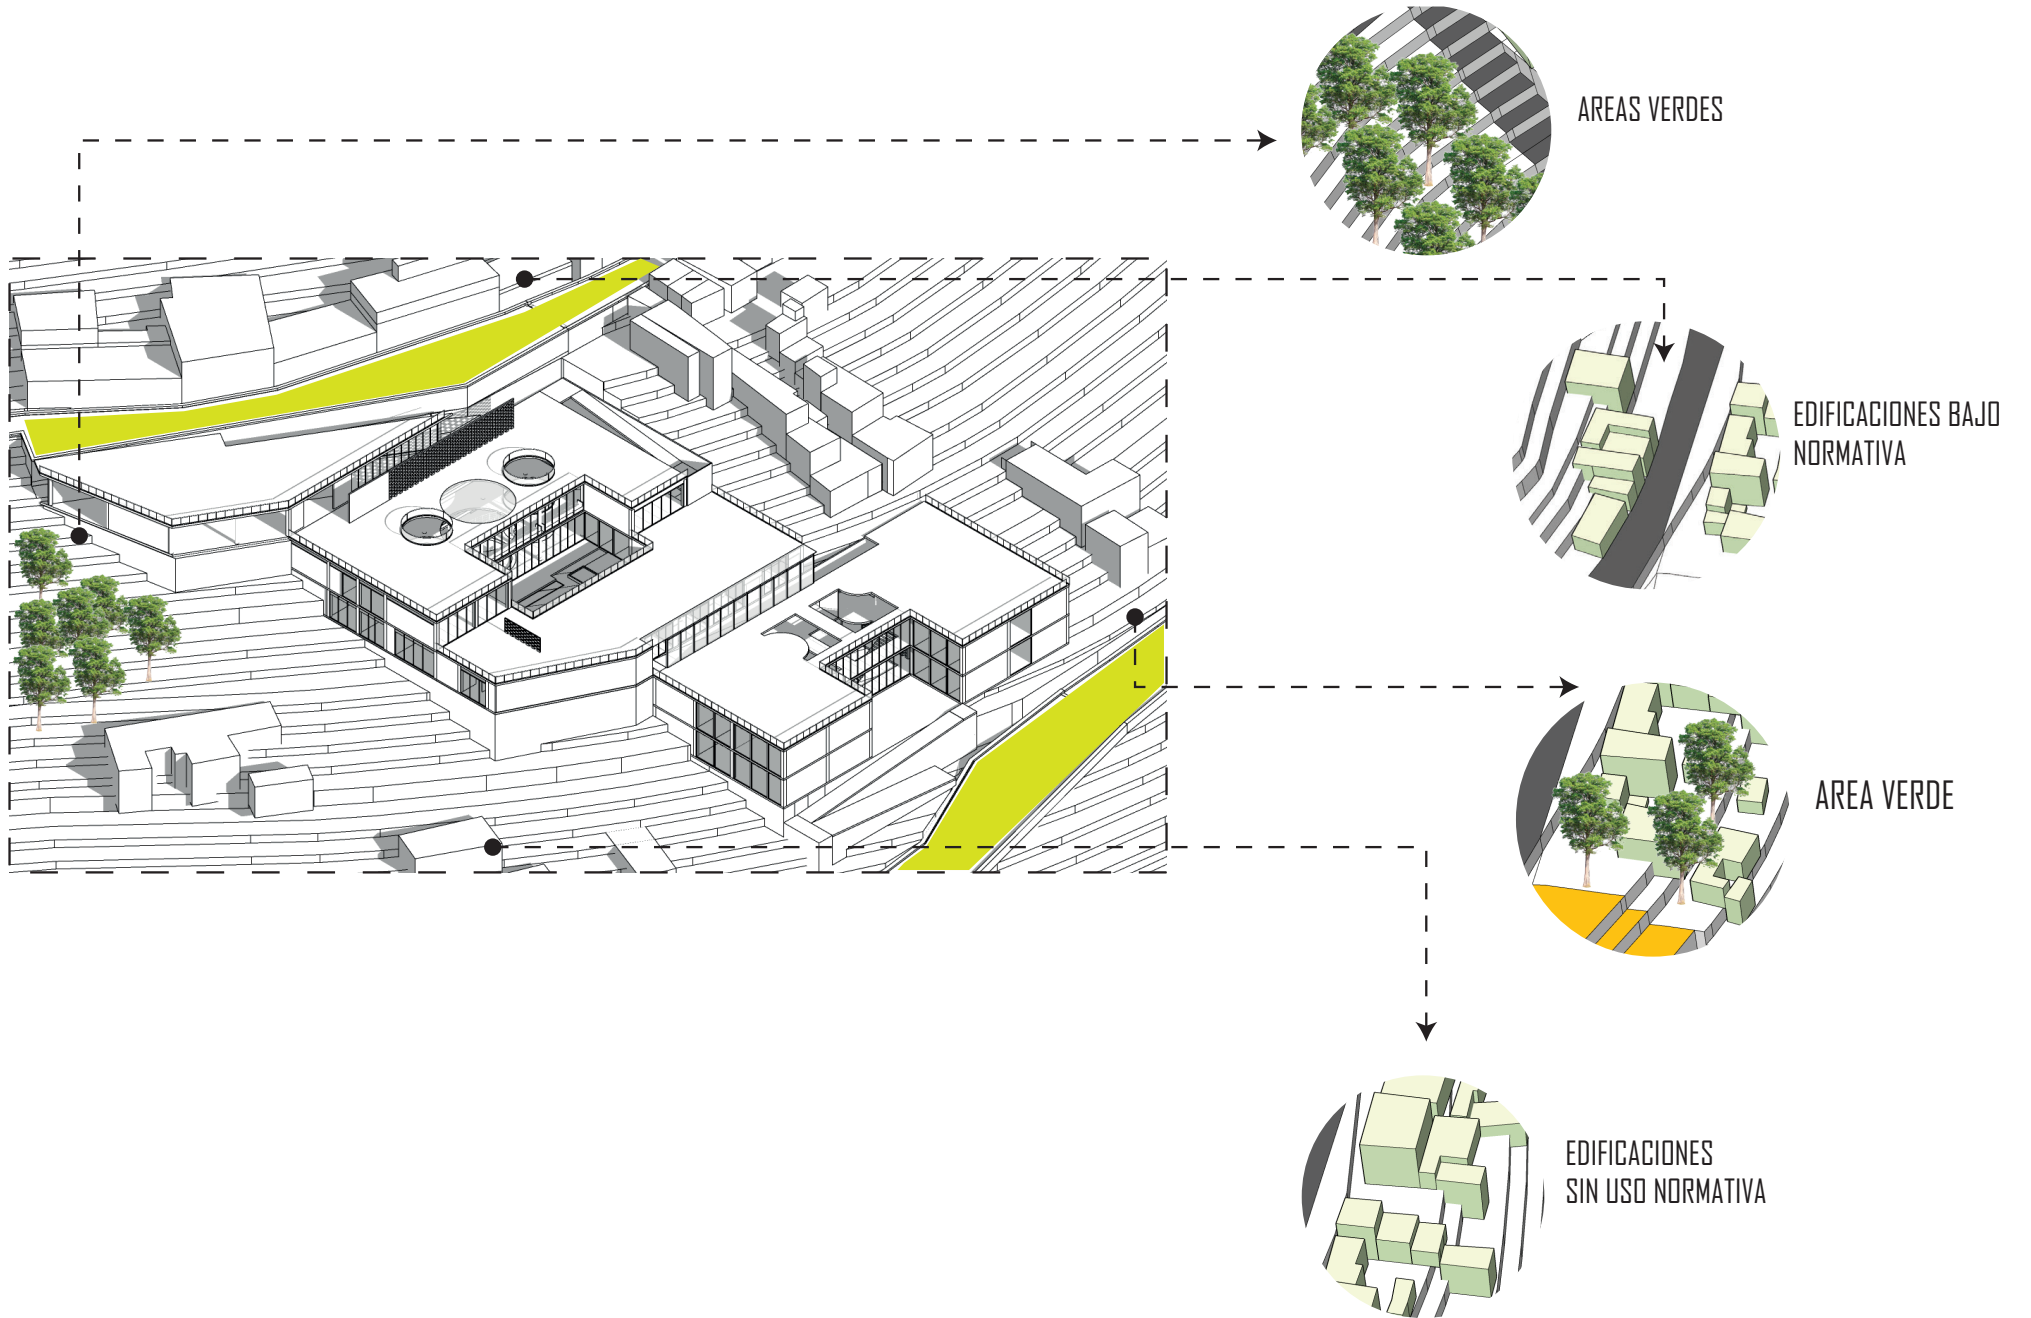 AREAS VERDES
EDIFICACIONES BAJO
NORMATIVA
AREA VERDE
EDIFICACIONES
SIN USO NORMATIVA